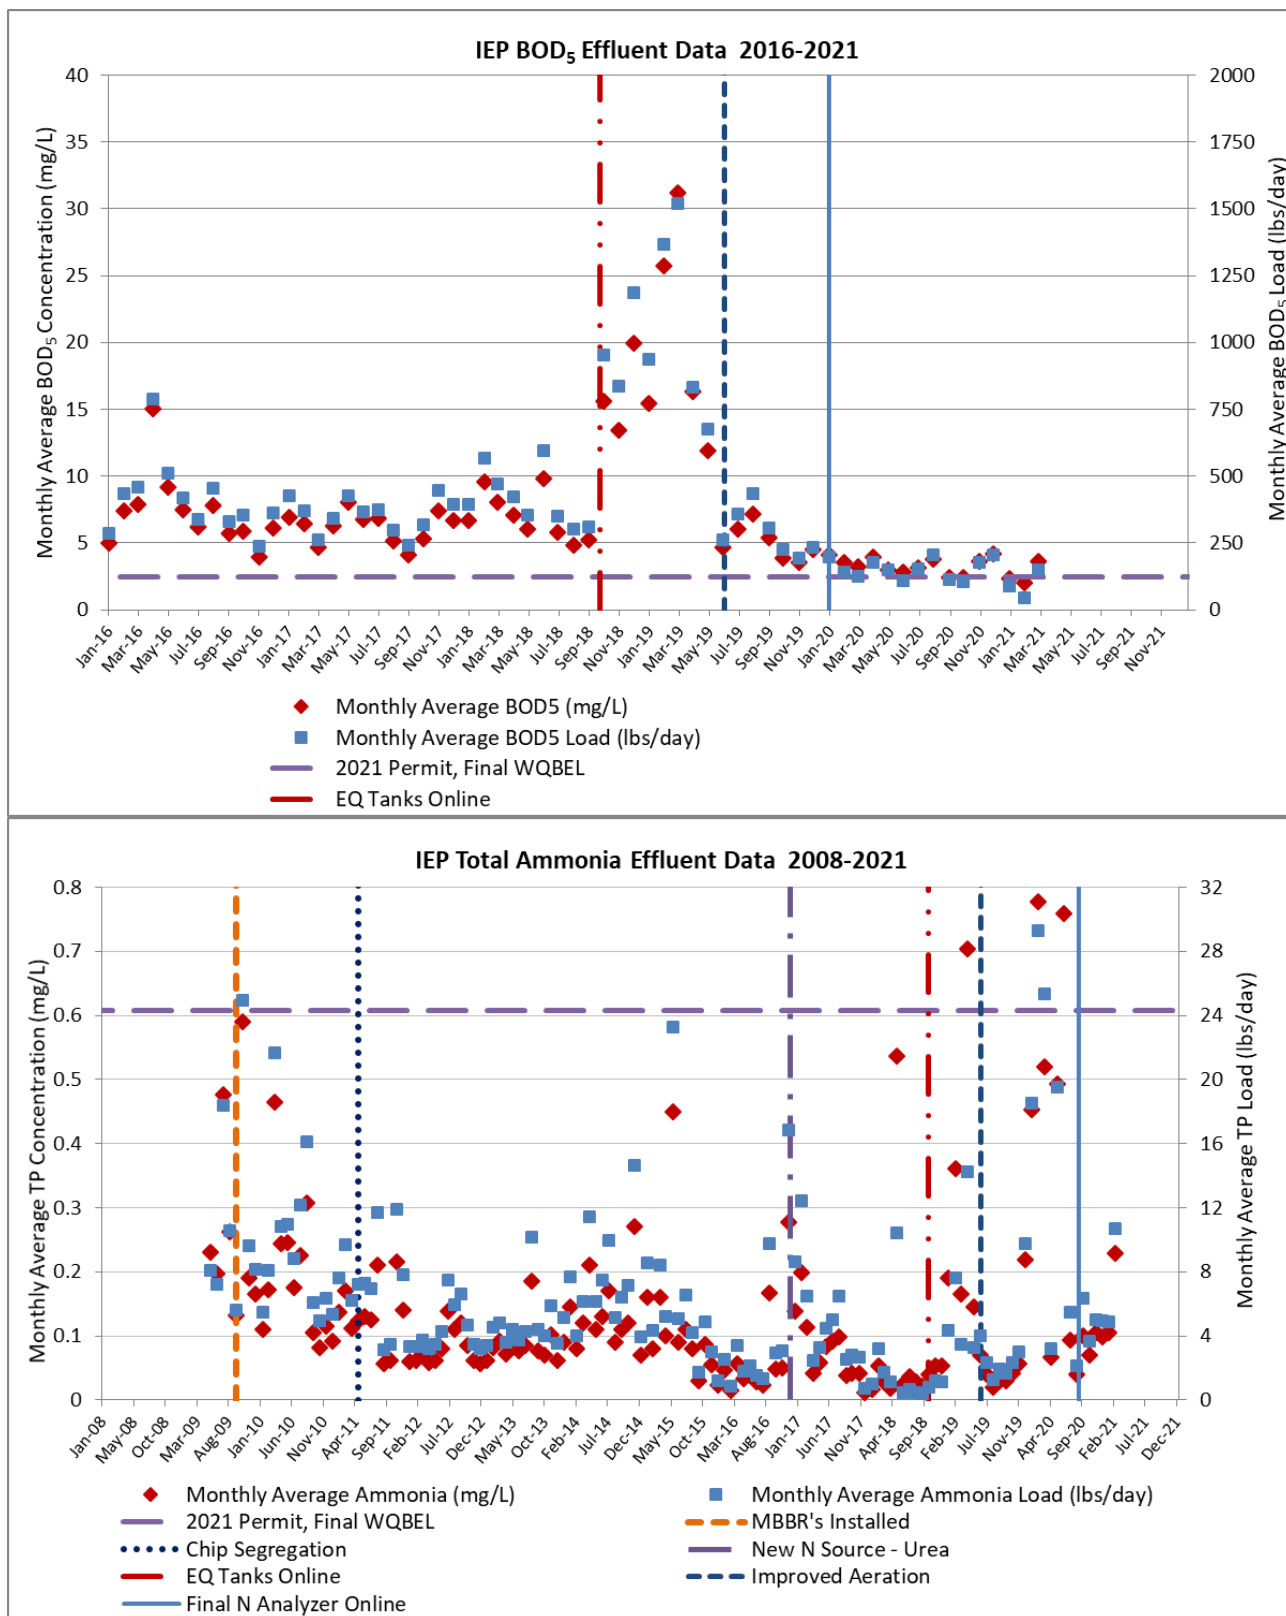 IEP BOD₅ Effluent Data 2016-2021
Monthly Average BOD₅ Concentration (mg/L)
40
35
30
25
20
15
10
5
0
2000
1750
1500
1250
1000
750
500
250
0
Monthly Average BOD₅ Load (lbs/day)
Jan-16
Mar-16
May-16
Jul-16
Sep-16
Nov-16
Jan-17
Mar-17
May-17
Jul-17
Sep-17
Nov-17
Jan-18
Mar-18
May-18
Jul-18
Sep-18
Nov-18
Jan-19
Mar-19
May-19
Jul-19
Sep-19
Nov-19
Jan-20
Mar-20
May-20
Jul-20
Sep-20
Nov-20
Jan-21
Mar-21
May-21
Jul-21
Sep-21
Nov-21
Monthly Average BOD5 (mg/L)
Monthly Average BOD5 Load (lbs/day)
2021 Permit, Final WQBEL
EQ Tanks Online
IEP Total Ammonia Effluent Data 2008-2021
Monthly Average TP Concentration (mg/L)
0.8
0.7
0.6
0.5
0.4
0.3
0.2
0.1
0
32
28
24
20
16
12
8
4
0
Monthly Average TP Load (lbs/day)
Jan-08
May-08
Oct-08
Mar-09
Aug-09
Jan-10
Jun-10
Nov-10
Apr-11
Sep-11
Feb-12
Jul-12
Dec-12
May-13
Oct-13
Feb-14
Jul-14
Dec-14
May-15
Oct-15
Mar-16
Aug-16
Jan-17
Jun-17
Nov-17
Apr-18
Sep-18
Feb-19
Jul-19
Nov-19
Apr-20
Sep-20
Feb-21
Jul-21
Dec-21
Monthly Average Ammonia (mg/L)
Monthly Average Ammonia Load (lbs/day)
2021 Permit, Final WQBEL
MBBR's Installed
Chip Segregation
New N Source - Urea
EQ Tanks Online
Improved Aeration
Final N Analyzer Online